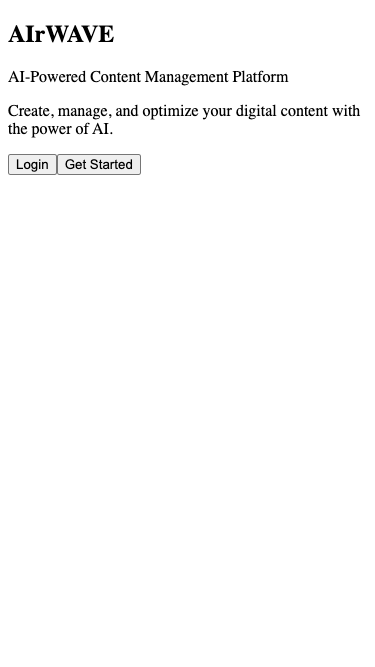 AIrWAVE
AI-Powered Content Management Platform
Create, manage, and optimize your digital content with
the power of AI.
Login Get Started